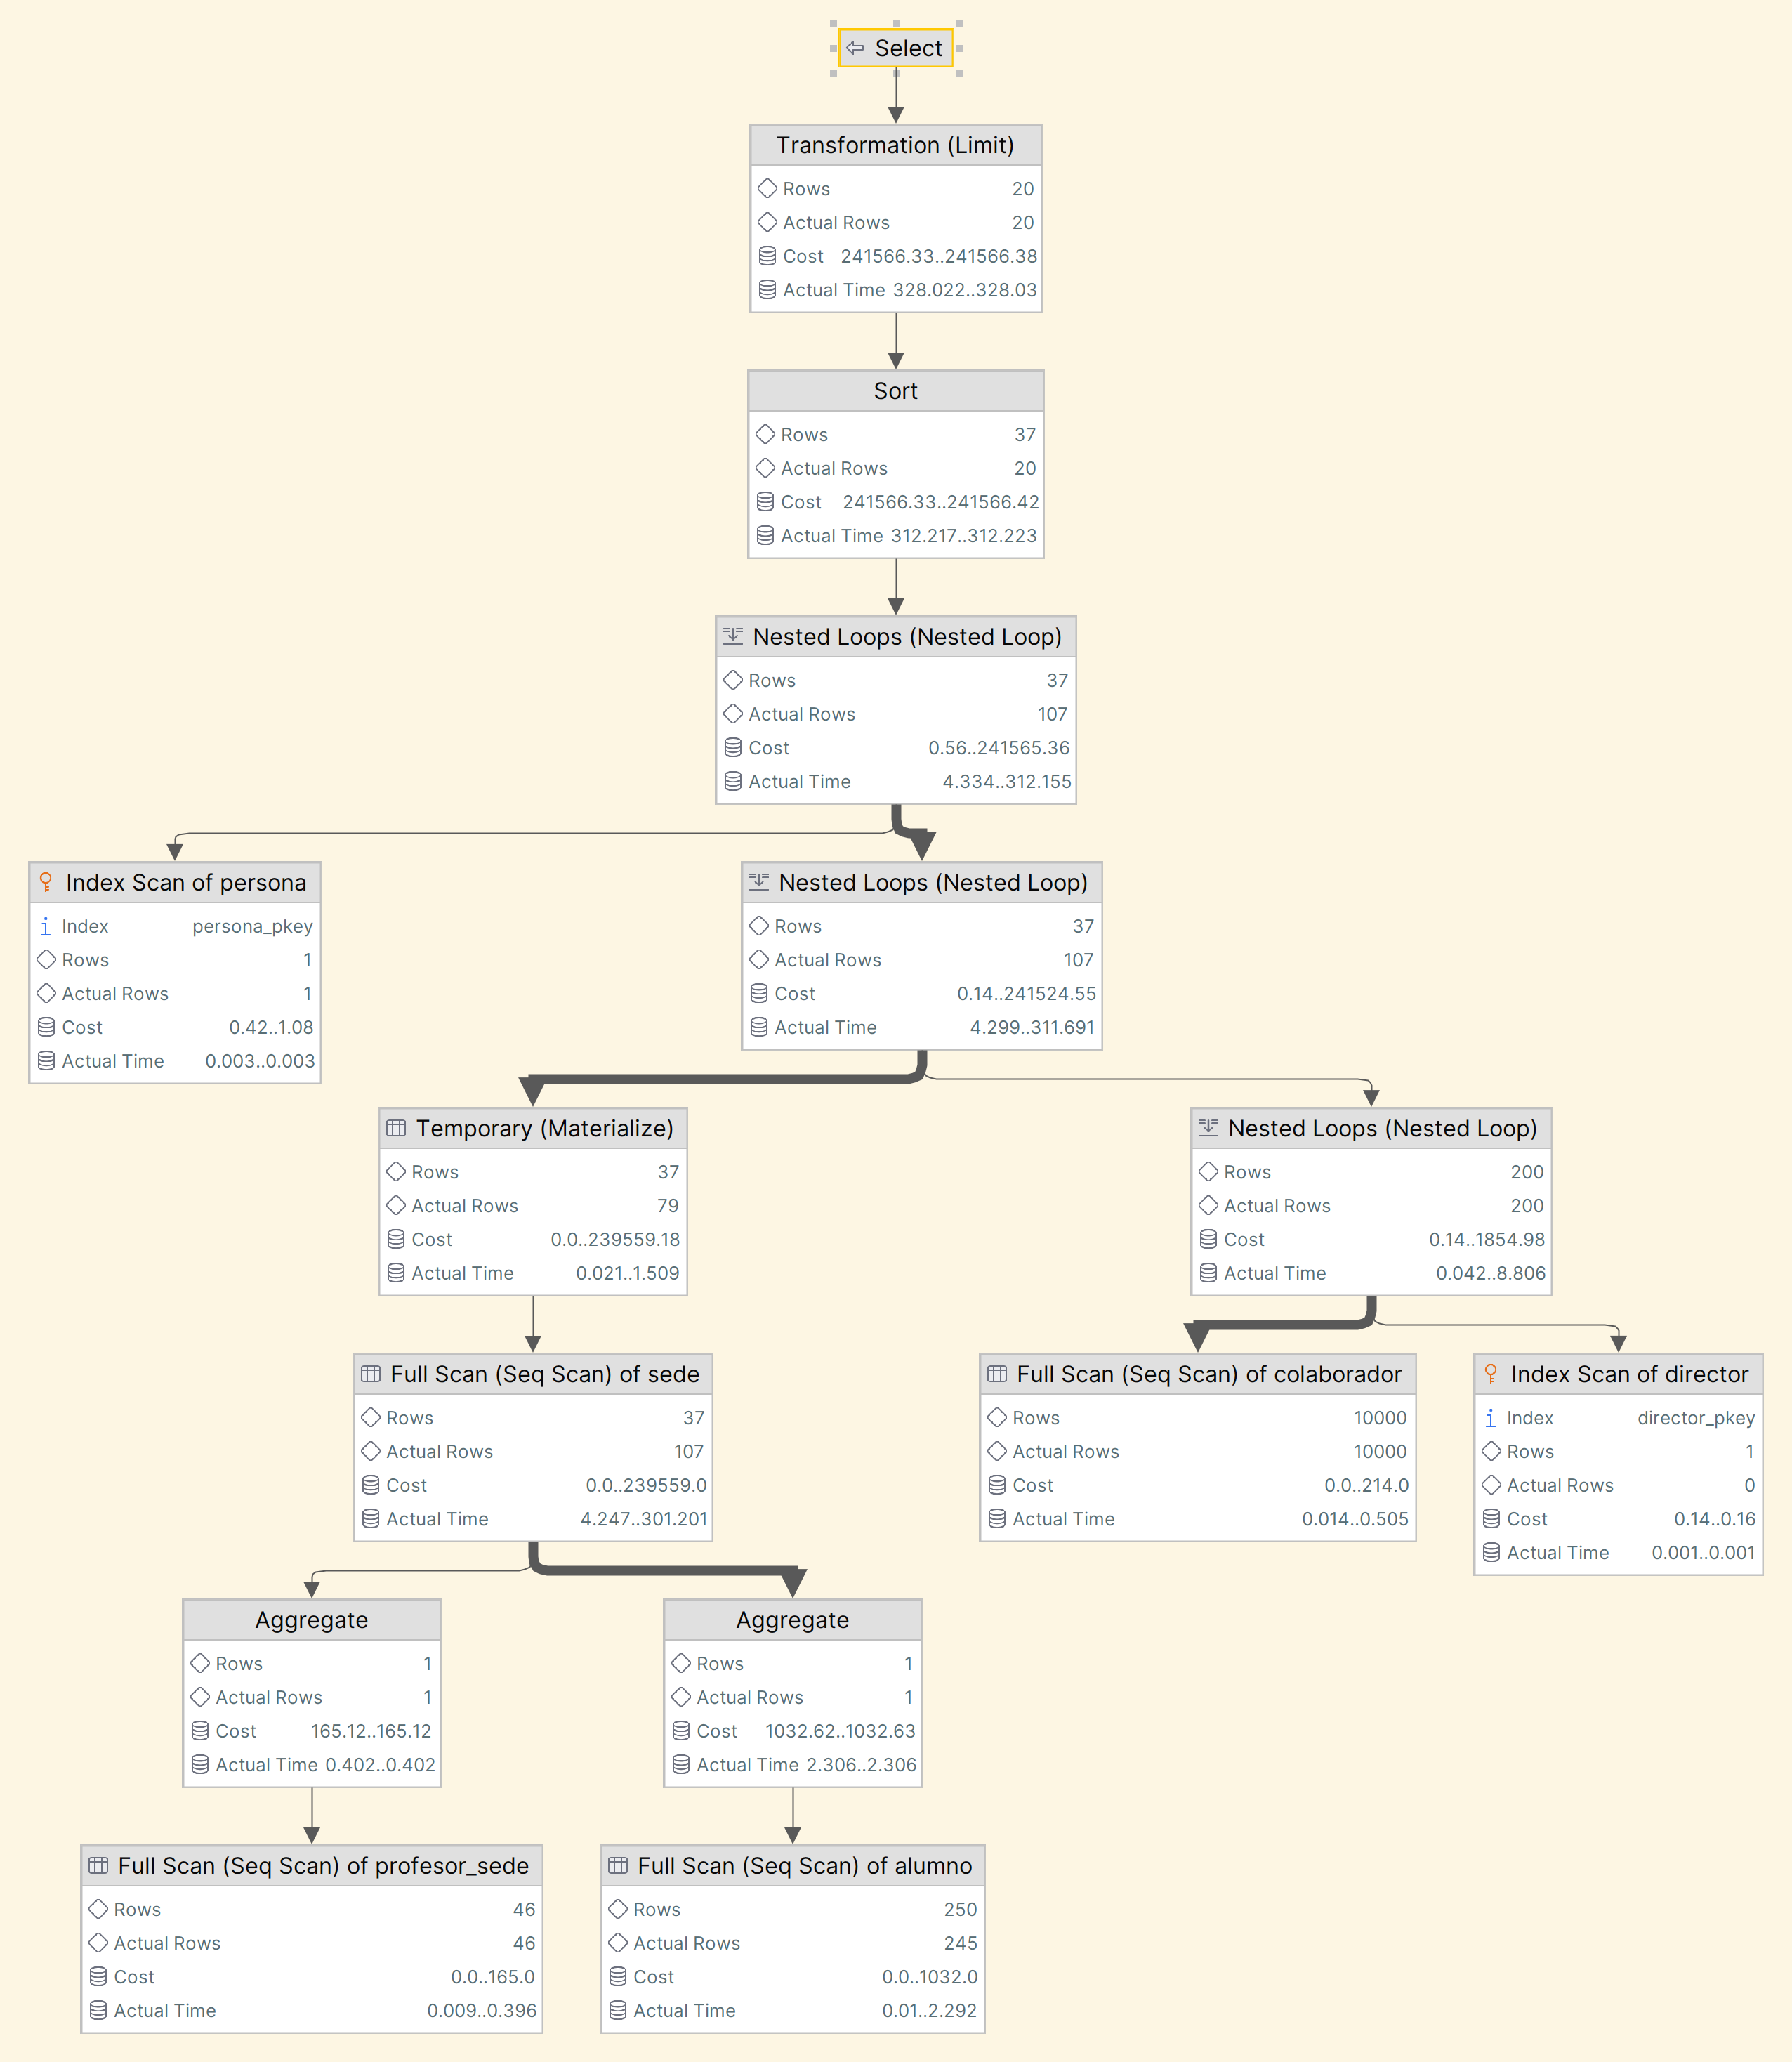 Select
Transformation (Limit)
Rows 20
Actual Rows 20
Cost 241566.33..241566.38
Actual Time 328.022..328.03
Sort
Rows 37
Actual Rows 20
Cost 241566.33..241566.42
Actual Time 312.217..312.223
Nested Loops (Nested Loop)
Rows 37
Actual Rows 107
Cost 0.56..241565.36
Actual Time 4.334..312.155
Index Scan of persona
Index persona_pkey
Rows 1
Actual Rows 1
Cost 0.42..1.08
Actual Time 0.003..0.003
Nested Loops (Nested Loop)
Rows 37
Actual Rows 107
Cost 0.14..241524.55
Actual Time 4.299..311.691
Temporary (Materialize)
Rows 37
Actual Rows 79
Cost 0.0..239559.18
Actual Time 0.021..1.509
Nested Loops (Nested Loop)
Rows 200
Actual Rows 200
Cost 0.14..1854.98
Actual Time 0.042..8.806
Full Scan (Seq Scan) of sede
Rows 37
Actual Rows 107
Cost 0.0..239559.0
Actual Time 4.247..301.201
Full Scan (Seq Scan) of colaborador
Rows 10000
Actual Rows 10000
Cost 0.0..214.0
Actual Time 0.014..0.505
Index Scan of director
Index director_pkey
Rows 1
Actual Rows 0
Cost 0.14..0.16
Actual Time 0.001..0.001
Aggregate
Rows 1
Actual Rows 1
Cost 165.12..165.12
Actual Time 0.402..0.402
Aggregate
Rows 1
Actual Rows 1
Cost 1032.62..1032.63
Actual Time 2.306..2.306
Full Scan (Seq Scan) of profesor_sede
Rows 46
Actual Rows 46
Cost 0.0..165.0
Actual Time 0.009..0.396
Full Scan (Seq Scan) of alumno
Rows 250
Actual Rows 245
Cost 0.0..1032.0
Actual Time 0.01..2.292